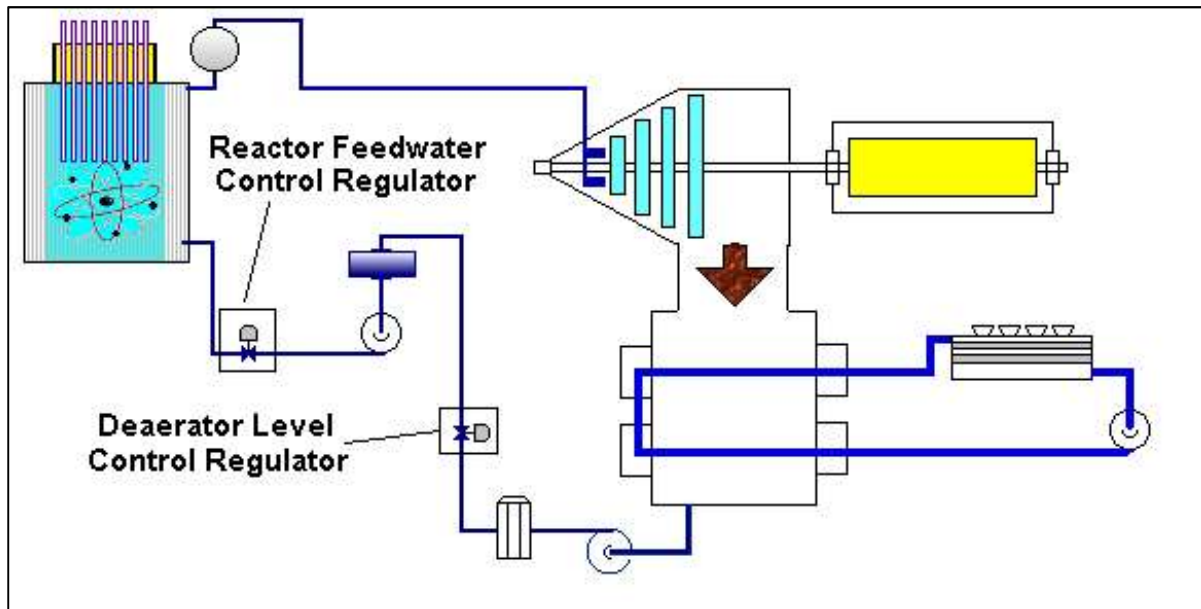 Reactor Feedwater
Control Regulator
Deaerator Level
Control Regulator